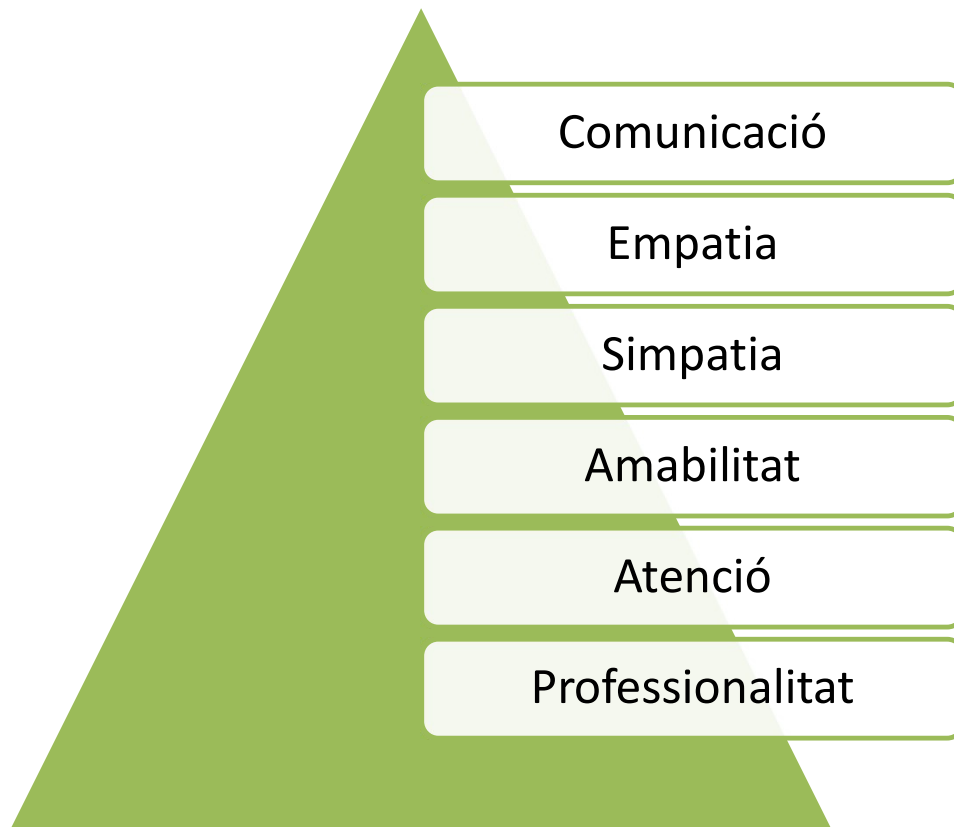 Comunicació
Empatia
Simpatia
Amabilitat
Atenció
Professionalitat